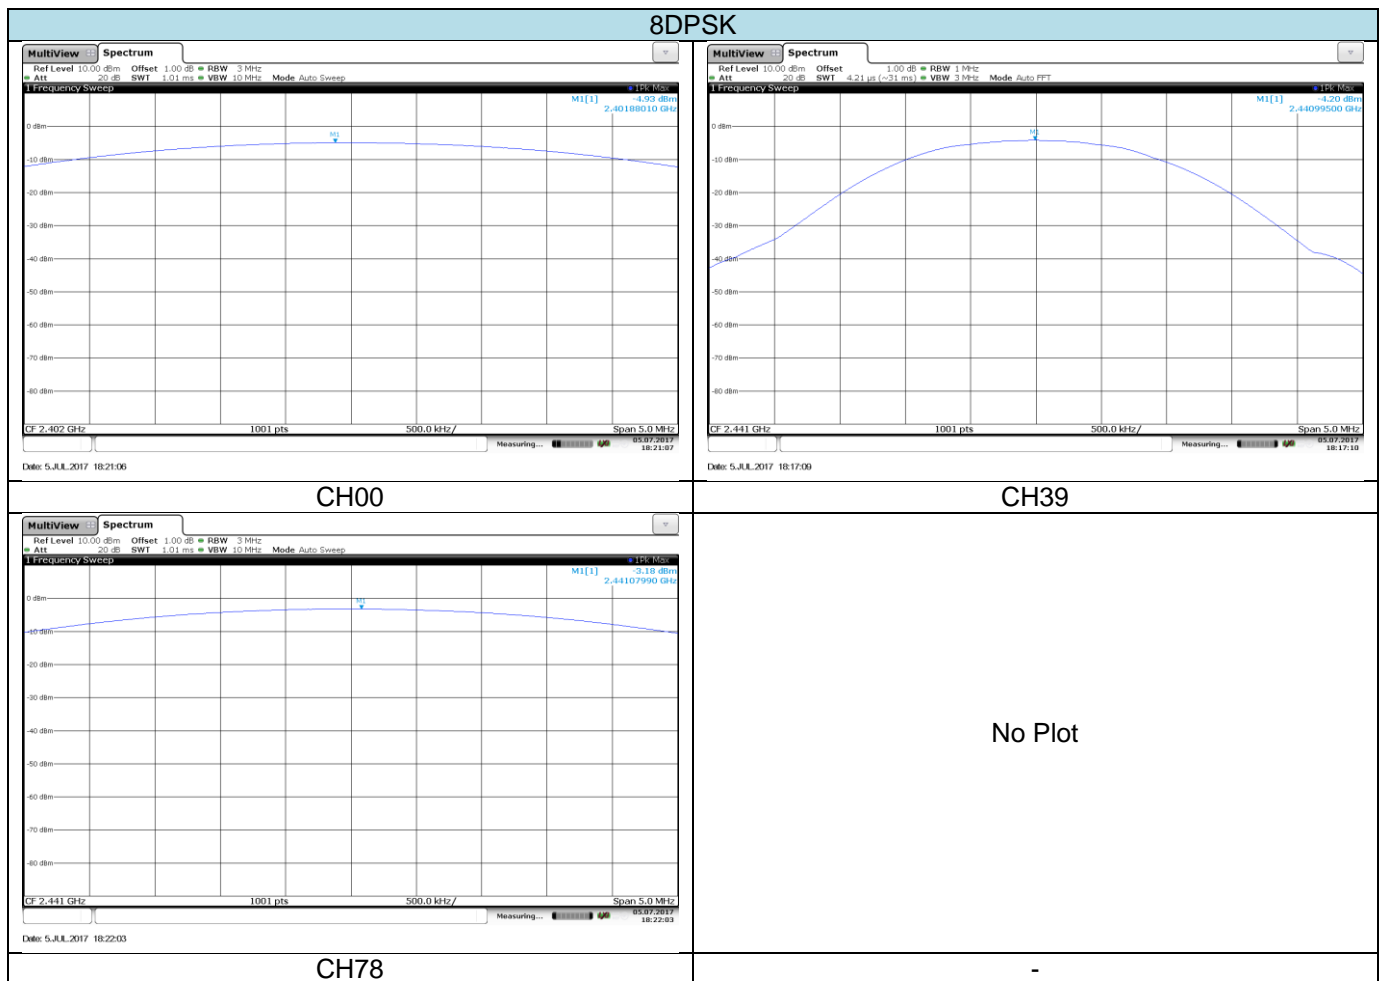 8DPSK
MultiView Spectrum
Ref Level 10.00 dBm Offset 1.00 dB RBW 3 MHz
Att 20 dB SWT 1.01 ms VBW 10 MHz Mode Auto Sweep
1 Frequency Sweep 1Pk Max
M1[1] -4.93 dBm
2.40188010 GHz
M1
0 dBm
-10 dBm
-20 dBm
-30 dBm
-40 dBm
-50 dBm
-60 dBm
-70 dBm
-80 dBm
CF 2.402 GHz 1001 pts 500.0 kHz/ Span 5.0 MHz
Measuring... 05.07.2017
18:21:07
Date: 5.JUL.2017 18:21:06
CH00
MultiView Spectrum
Ref Level 10.00 dBm Offset 1.00 dB RBW 1 MHz
Att 20 dB SWT 4.21 µs (~31 ms) VBW 3 MHz Mode Auto FFT
1 Frequency Sweep 1Pk Max
M1[1] -4.20 dBm
2.44099500 GHz
M1
0 dBm
-10 dBm
-20 dBm
-30 dBm
-40 dBm
-50 dBm
-60 dBm
-70 dBm
-80 dBm
CF 2.441 GHz 1001 pts 500.0 kHz/ Span 5.0 MHz
Measuring... 05.07.2017
18:17:10
Date: 5.JUL.2017 18:17:09
CH39
MultiView Spectrum
Ref Level 10.00 dBm Offset 1.00 dB RBW 3 MHz
Att 20 dB SWT 1.01 ms VBW 10 MHz Mode Auto Sweep
1 Frequency Sweep 1Pk Max
M1[1] -3.18 dBm
2.44107990 GHz
M1
0 dBm
-10 dBm
-20 dBm
-30 dBm
-40 dBm
-50 dBm
-60 dBm
-70 dBm
-80 dBm
CF 2.441 GHz 1001 pts 500.0 kHz/ Span 5.0 MHz
Measuring... 05.07.2017
18:22:03
Date: 5.JUL.2017 18:22:03
CH78
No Plot
-